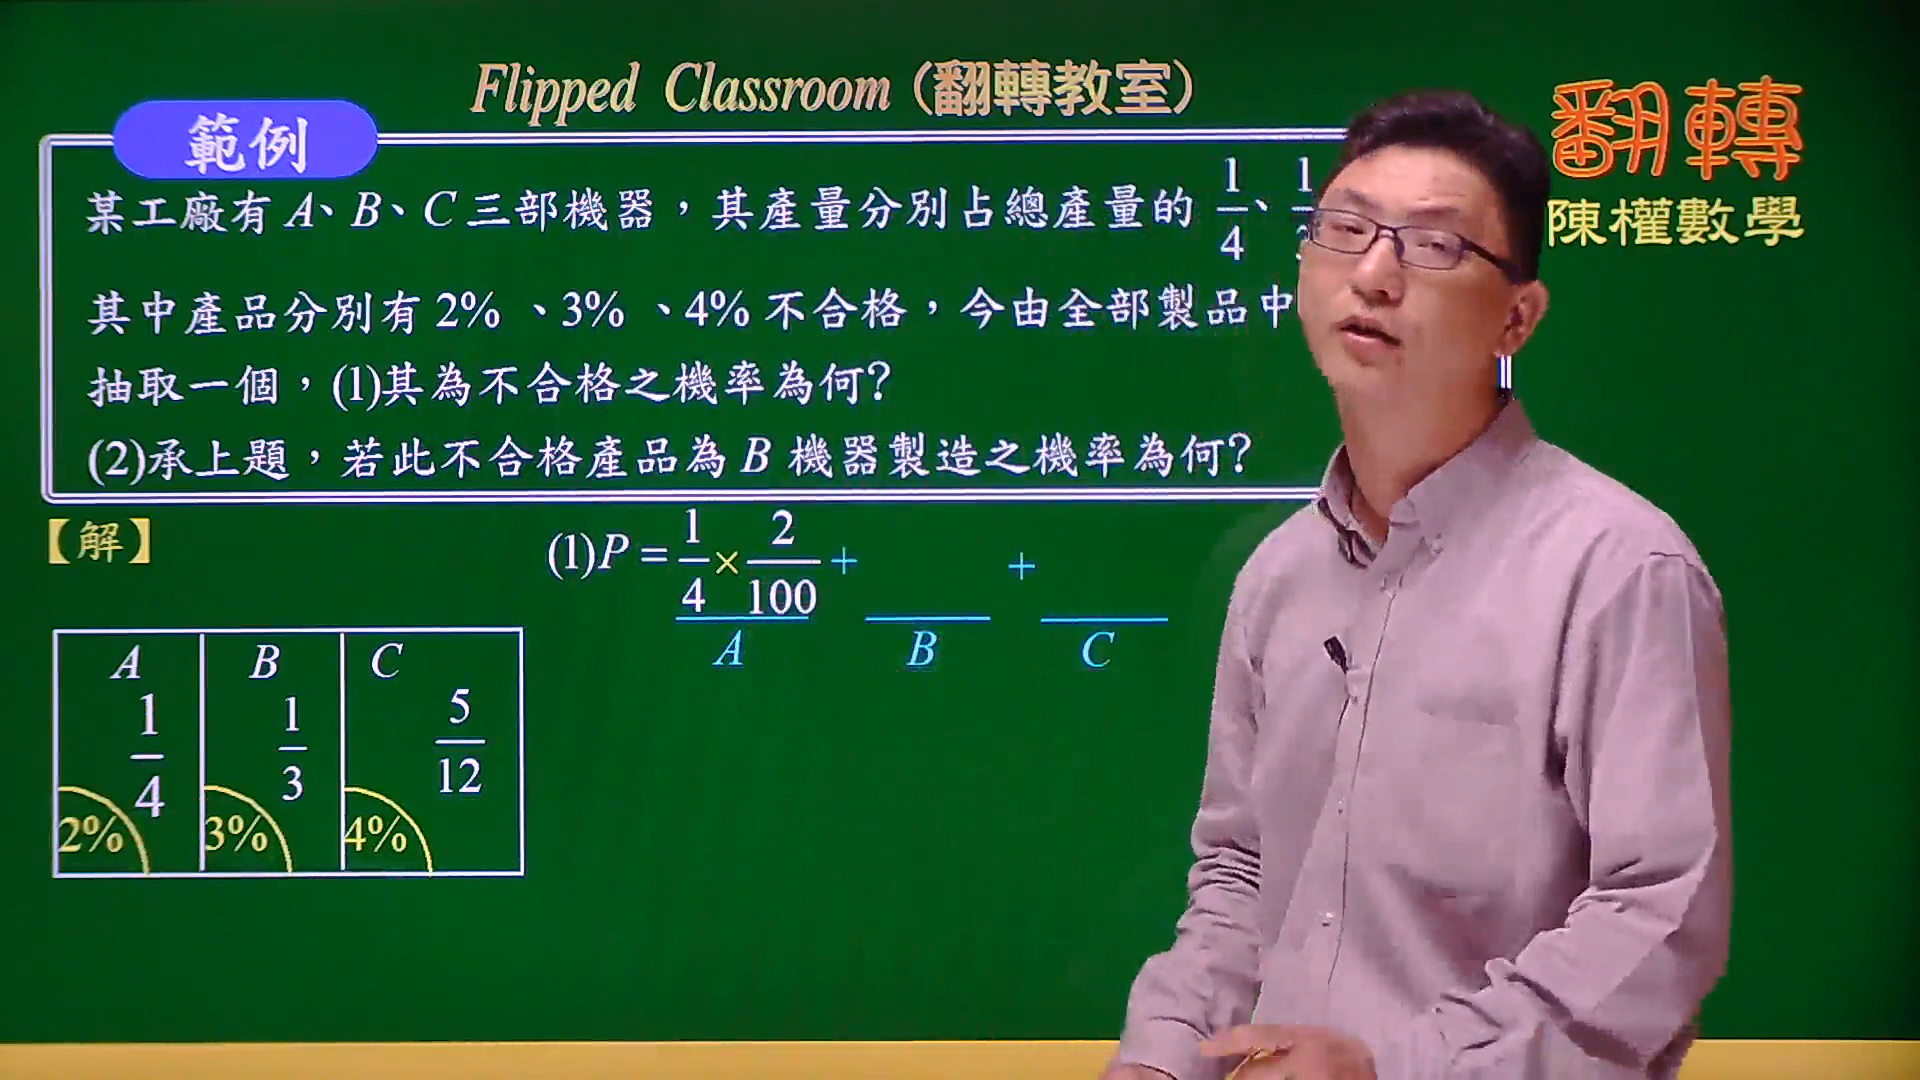 Flipped Classroom (翻轉教室)
翻轉
陳權數學
範例
某工廠有 A、B、C 三部機器，其產量分別占總產量的 1/4、1/
其中產品分別有 2% 、3% 、4% 不合格，今由全部製品中
抽取一個，(1)其為不合格之機率為何?
(2)承上題，若此不合格產品為 B 機器製造之機率為何?
【解】
(1)P = 1/4 × 2/100 + ＿ + ＿
A B C
A B C
1/4 1/3 5/12
2% 3% 4%